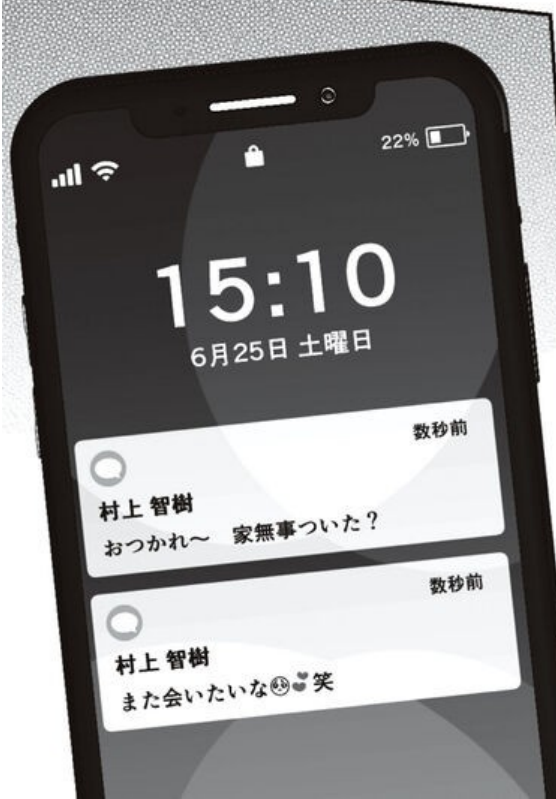 22%
15:10
6月25日 土曜日
数秒前
村上 智樹
おつかれ〜　家無事ついた？
数秒前
村上 智樹
また会いたいな🥺💕笑